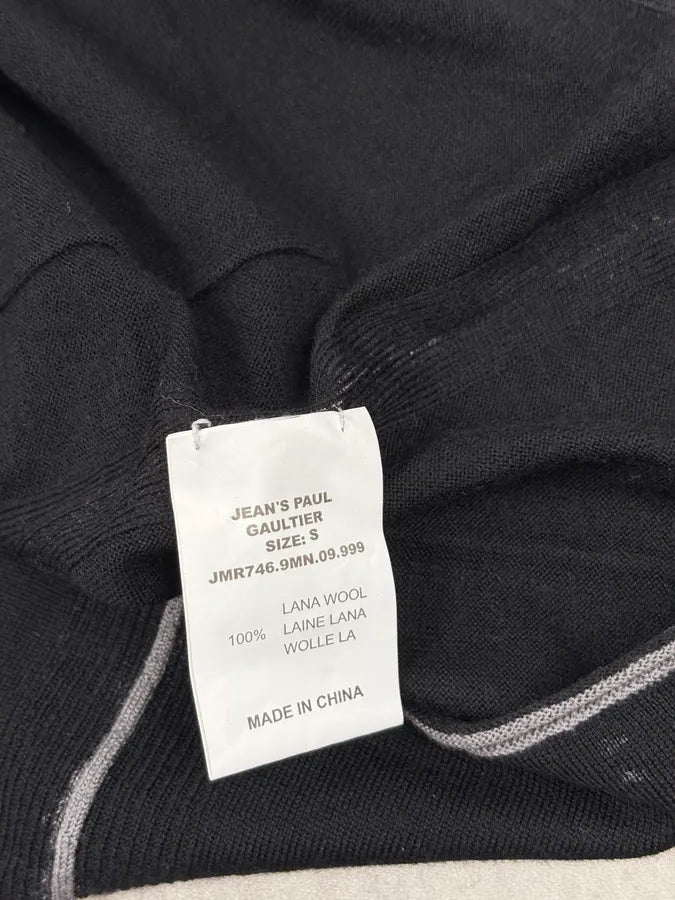 JEAN'S PAUL
GAULTIER
SIZE: S
JMR746.9MN.09.999
100% LANA WOOL
LAINE LANA
WOLLE LA
MADE IN CHINA